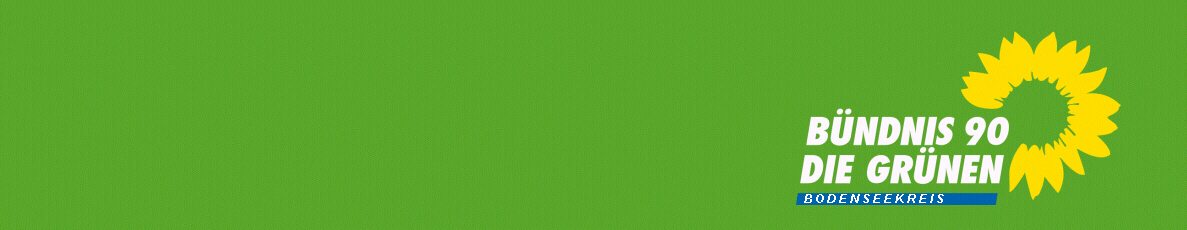 BÜNDNIS 90
DIE GRÜNEN
BODENSEEKREIS